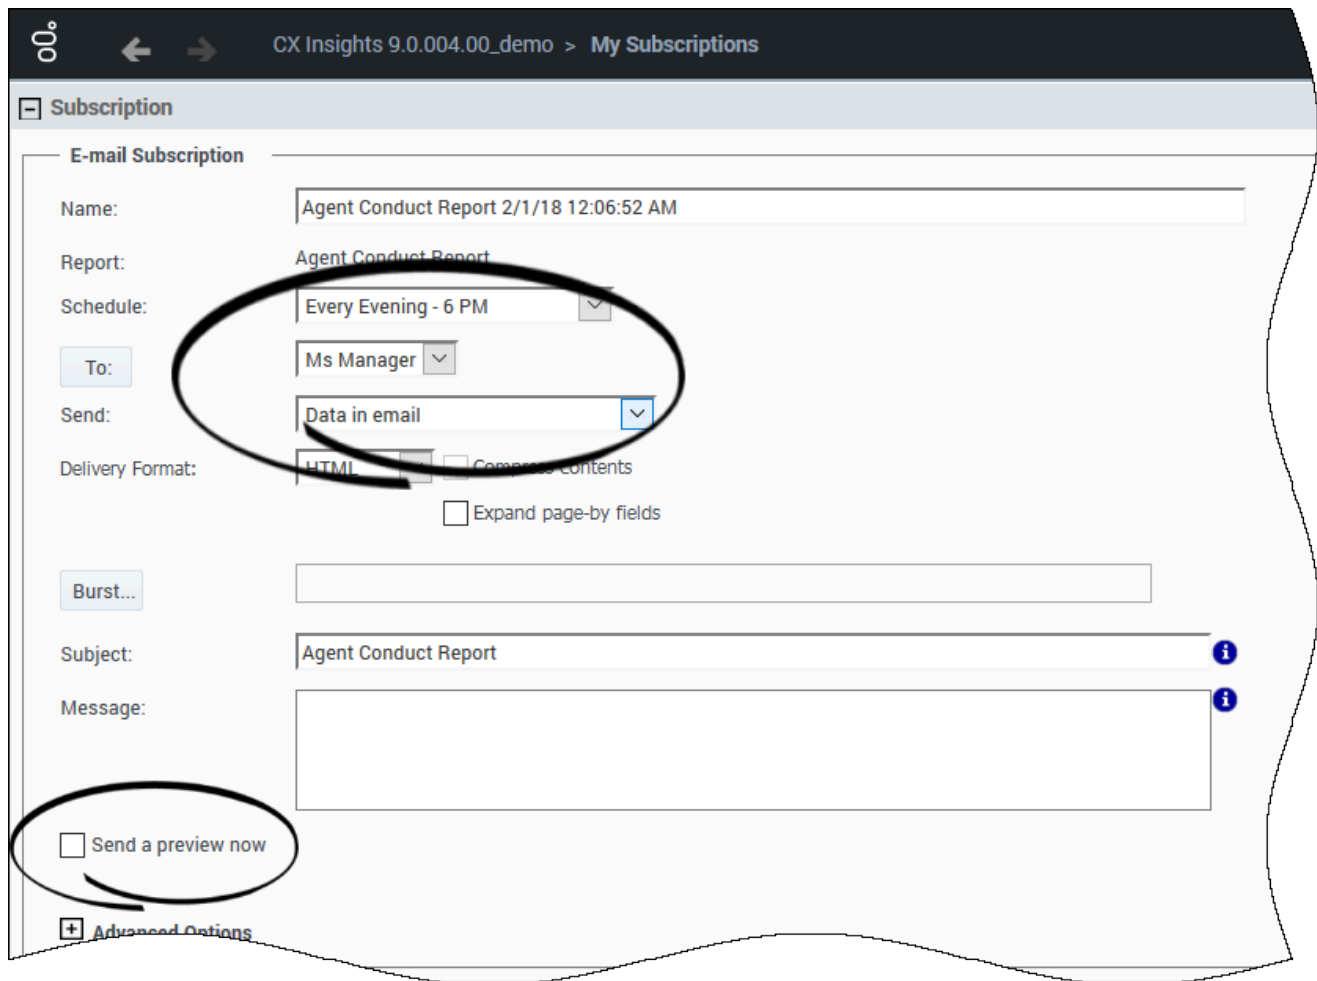 CX Insights 9.0.004.00_demo > My Subscriptions
Subscription
E-mail Subscription
Name: Agent Conduct Report 2/1/18 12:06:52 AM
Report: Agent Conduct Report
Schedule: Every Evening - 6 PM
To: Ms Manager
Send: Data in email
Delivery Format: HTML Compress contents
Expand page-by fields
Burst...
Subject: Agent Conduct Report
Message:
Send a preview now
Advanced Options